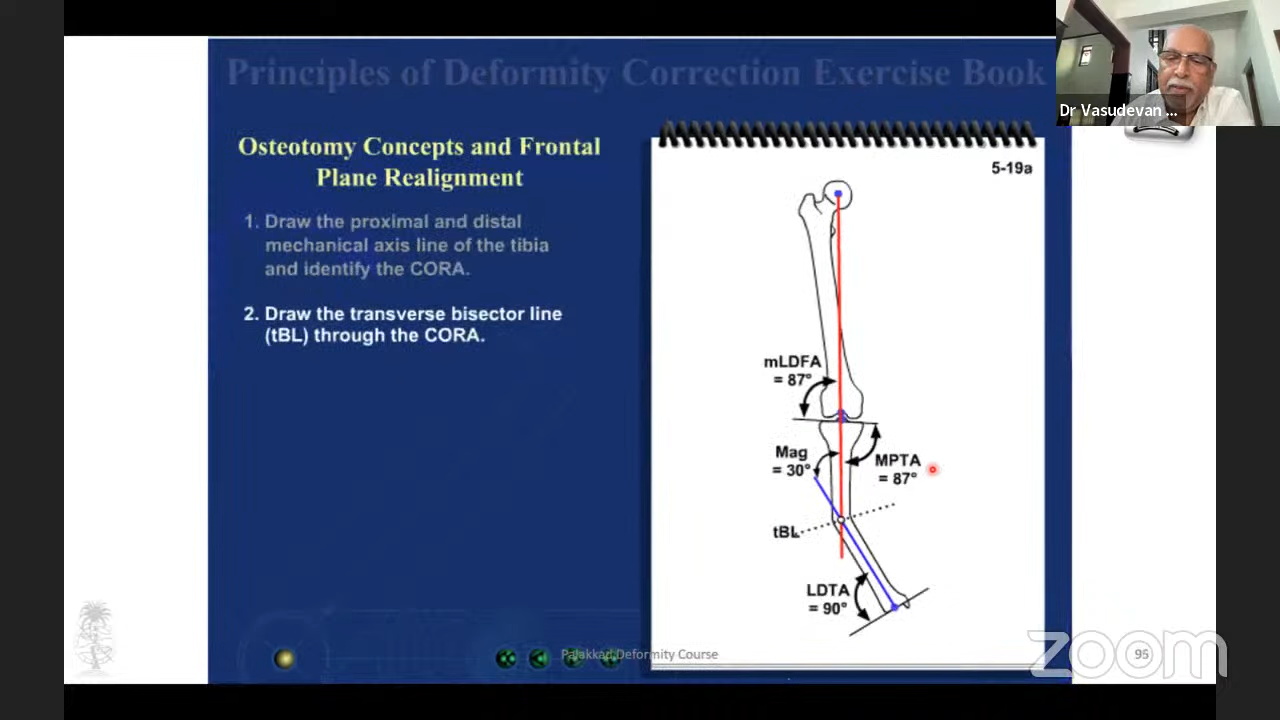 Principles of Deformity Correction Exercise Book
Dr Vasudevan ...
Osteotomy Concepts and Frontal
Plane Realignment
1. Draw the proximal and distal
mechanical axis line of the tibia
and identify the CORA.
2. Draw the transverse bisector line
(tBL) through the CORA.
5-19a
mLDFA
= 87°
Mag
= 30°
MPTA
= 87°
tBL
LDTA
= 90°
Palakkad Deformity Course
95
zoom